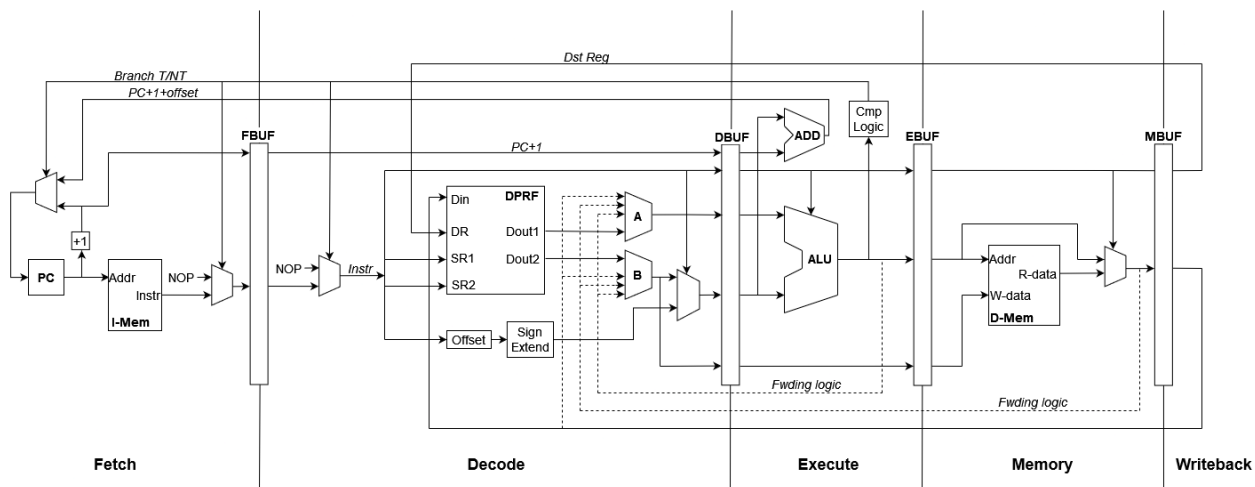 Dst Reg
Branch T/NT
PC+1+offset
Cmp
Logic
FBUF
DBUF
ADD
EBUF
MBUF
PC+1
Din
DPRF
DR
Dout1
A
+1
SR1
Dout2
ALU
PC
Addr
NOP
NOP
Instr
B
Addr
R-data
Instr
SR2
W-data
I-Mem
D-Mem
Offset
Sign
Extend
Fwding logic
Fwding logic
Fetch
Decode
Execute
Memory
Writeback